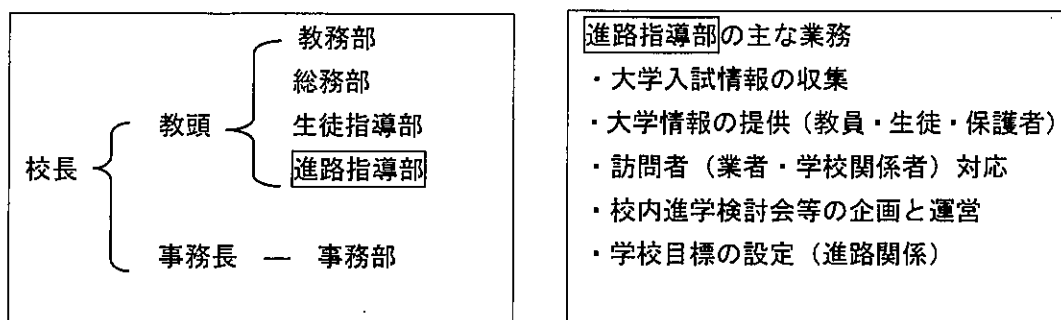 教務部
総務部
教頭 生徒指導部
校長 進路指導部
事務長 ― 事務部
進路指導部の主な業務
・大学入試情報の収集
・大学情報の提供（教員・生徒・保護者）
・訪問者（業者・学校関係者）対応
・校内進学検討会等の企画と運営
・学校目標の設定（進路関係）